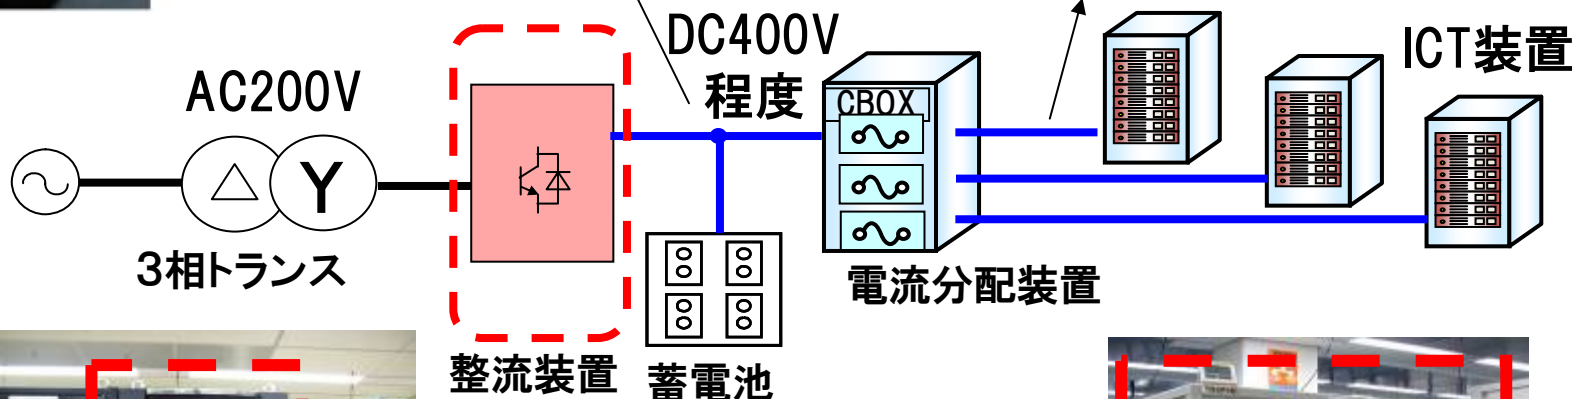 DC400V
程度
ICT装置
AC200V
CBOX
Y
3相トランス
電流分配装置
整流装置
蓄電池